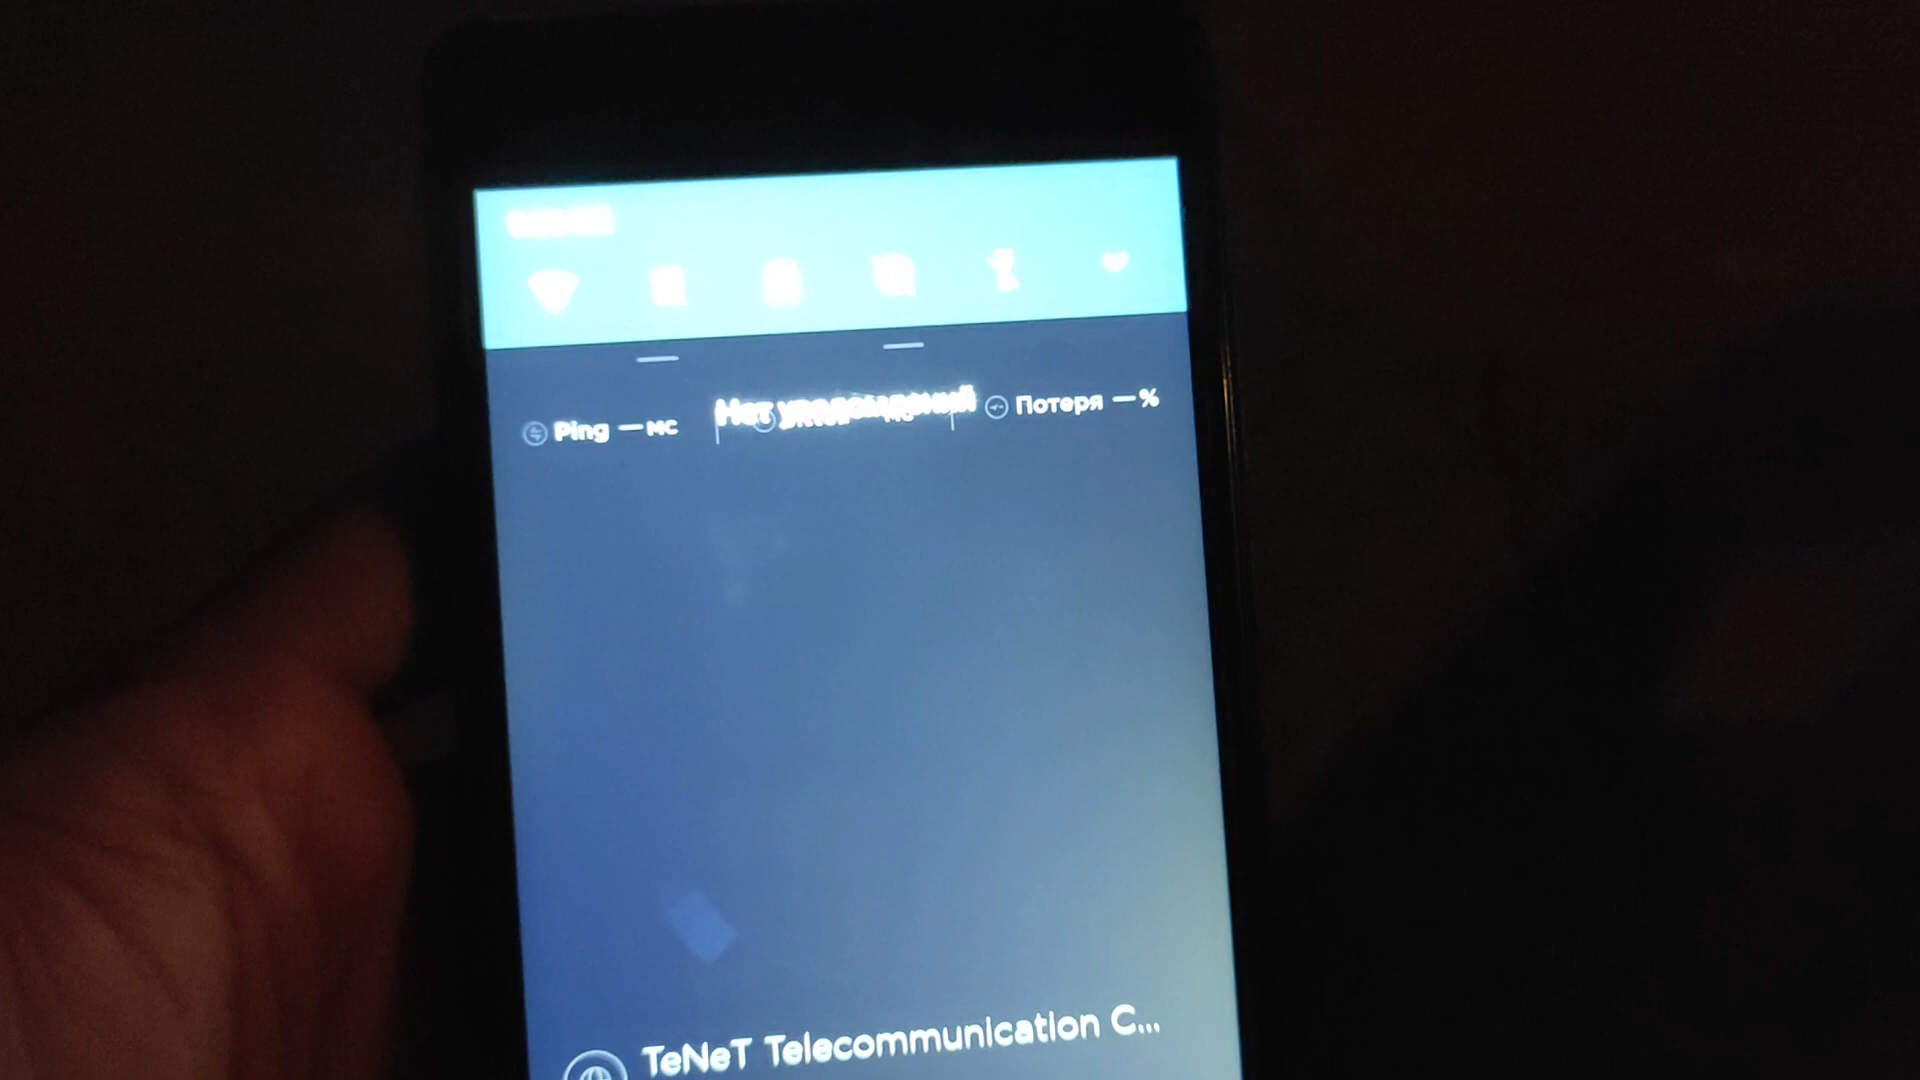 Нет уведомлений
Ping — мс
Потеря — %
TeNeT Telecommunication C...